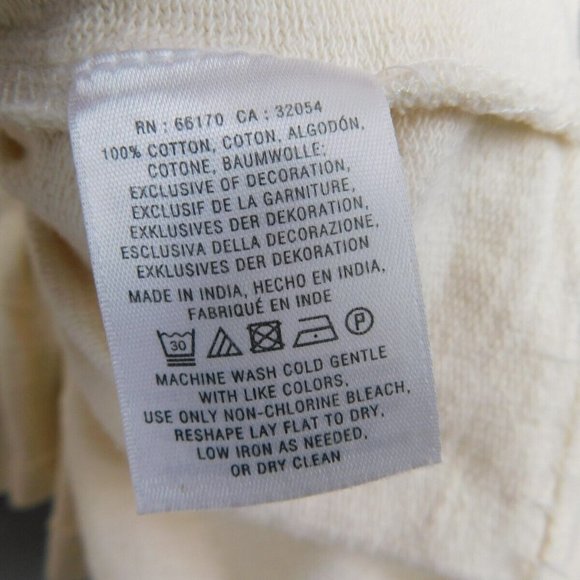 RN : 66170 CA : 32054
100% COTTON, COTON, ALGODÓN,
COTONE, BAUMWOLLE;
EXCLUSIVE OF DECORATION,
EXCLUSIF DE LA GARNITURE,
EXKLUSIVES DER DEKORATION,
ESCLUSIVA DELLA DECORAZIONE,
EXKLUSIVES DER DEKORATION
MADE IN INDIA, HECHO EN INDIA,
FABRIQUÉ EN INDE
30 P
MACHINE WASH COLD GENTLE
WITH LIKE COLORS,
USE ONLY NON-CHLORINE BLEACH,
RESHAPE LAY FLAT TO DRY,
LOW IRON AS NEEDED,
OR DRY CLEAN